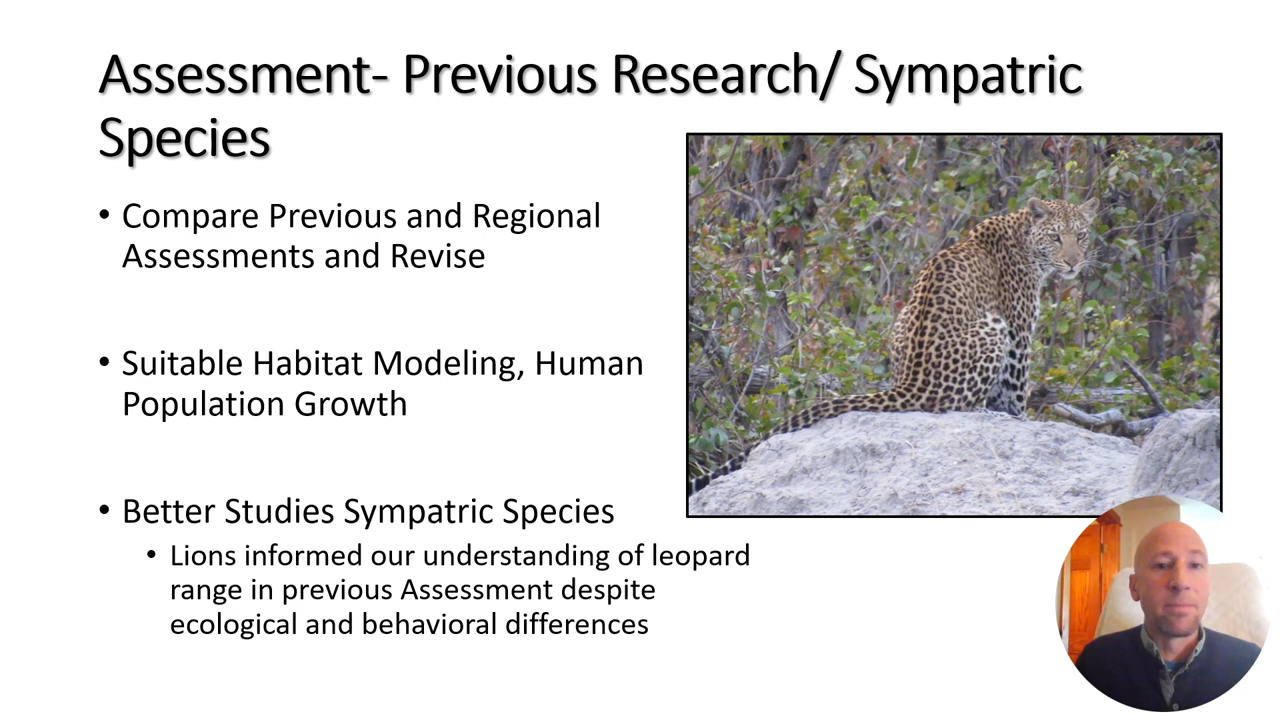 Assessment- Previous Research/ Sympatric
Species
• Compare Previous and Regional
Assessments and Revise
• Suitable Habitat Modeling, Human
Population Growth
• Better Studies Sympatric Species
• Lions informed our understanding of leopard
range in previous Assessment despite
ecological and behavioral differences